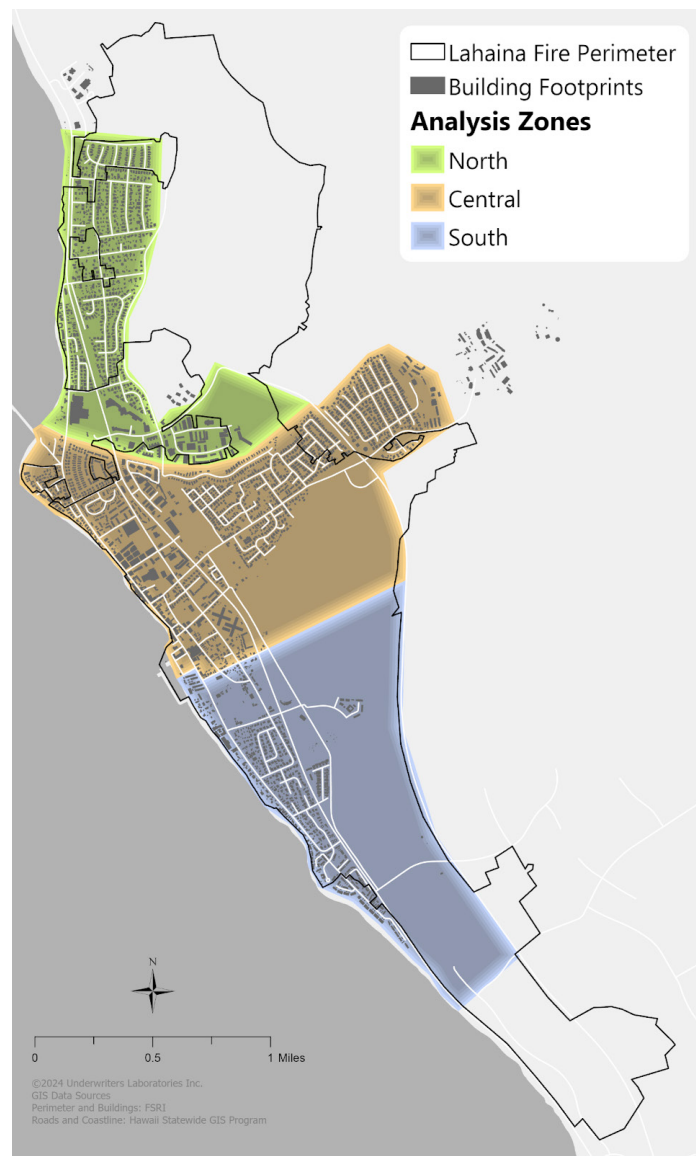 Lahaina Fire Perimeter
Building Footprints
Analysis Zones
North
Central
South
N
0 0.5 1 Miles
©2024 Underwriters Laboratories Inc.
GIS Data Sources
Perimeter and Buildings: FSRI
Roads and Coastline: Hawaii Statewide GIS Program